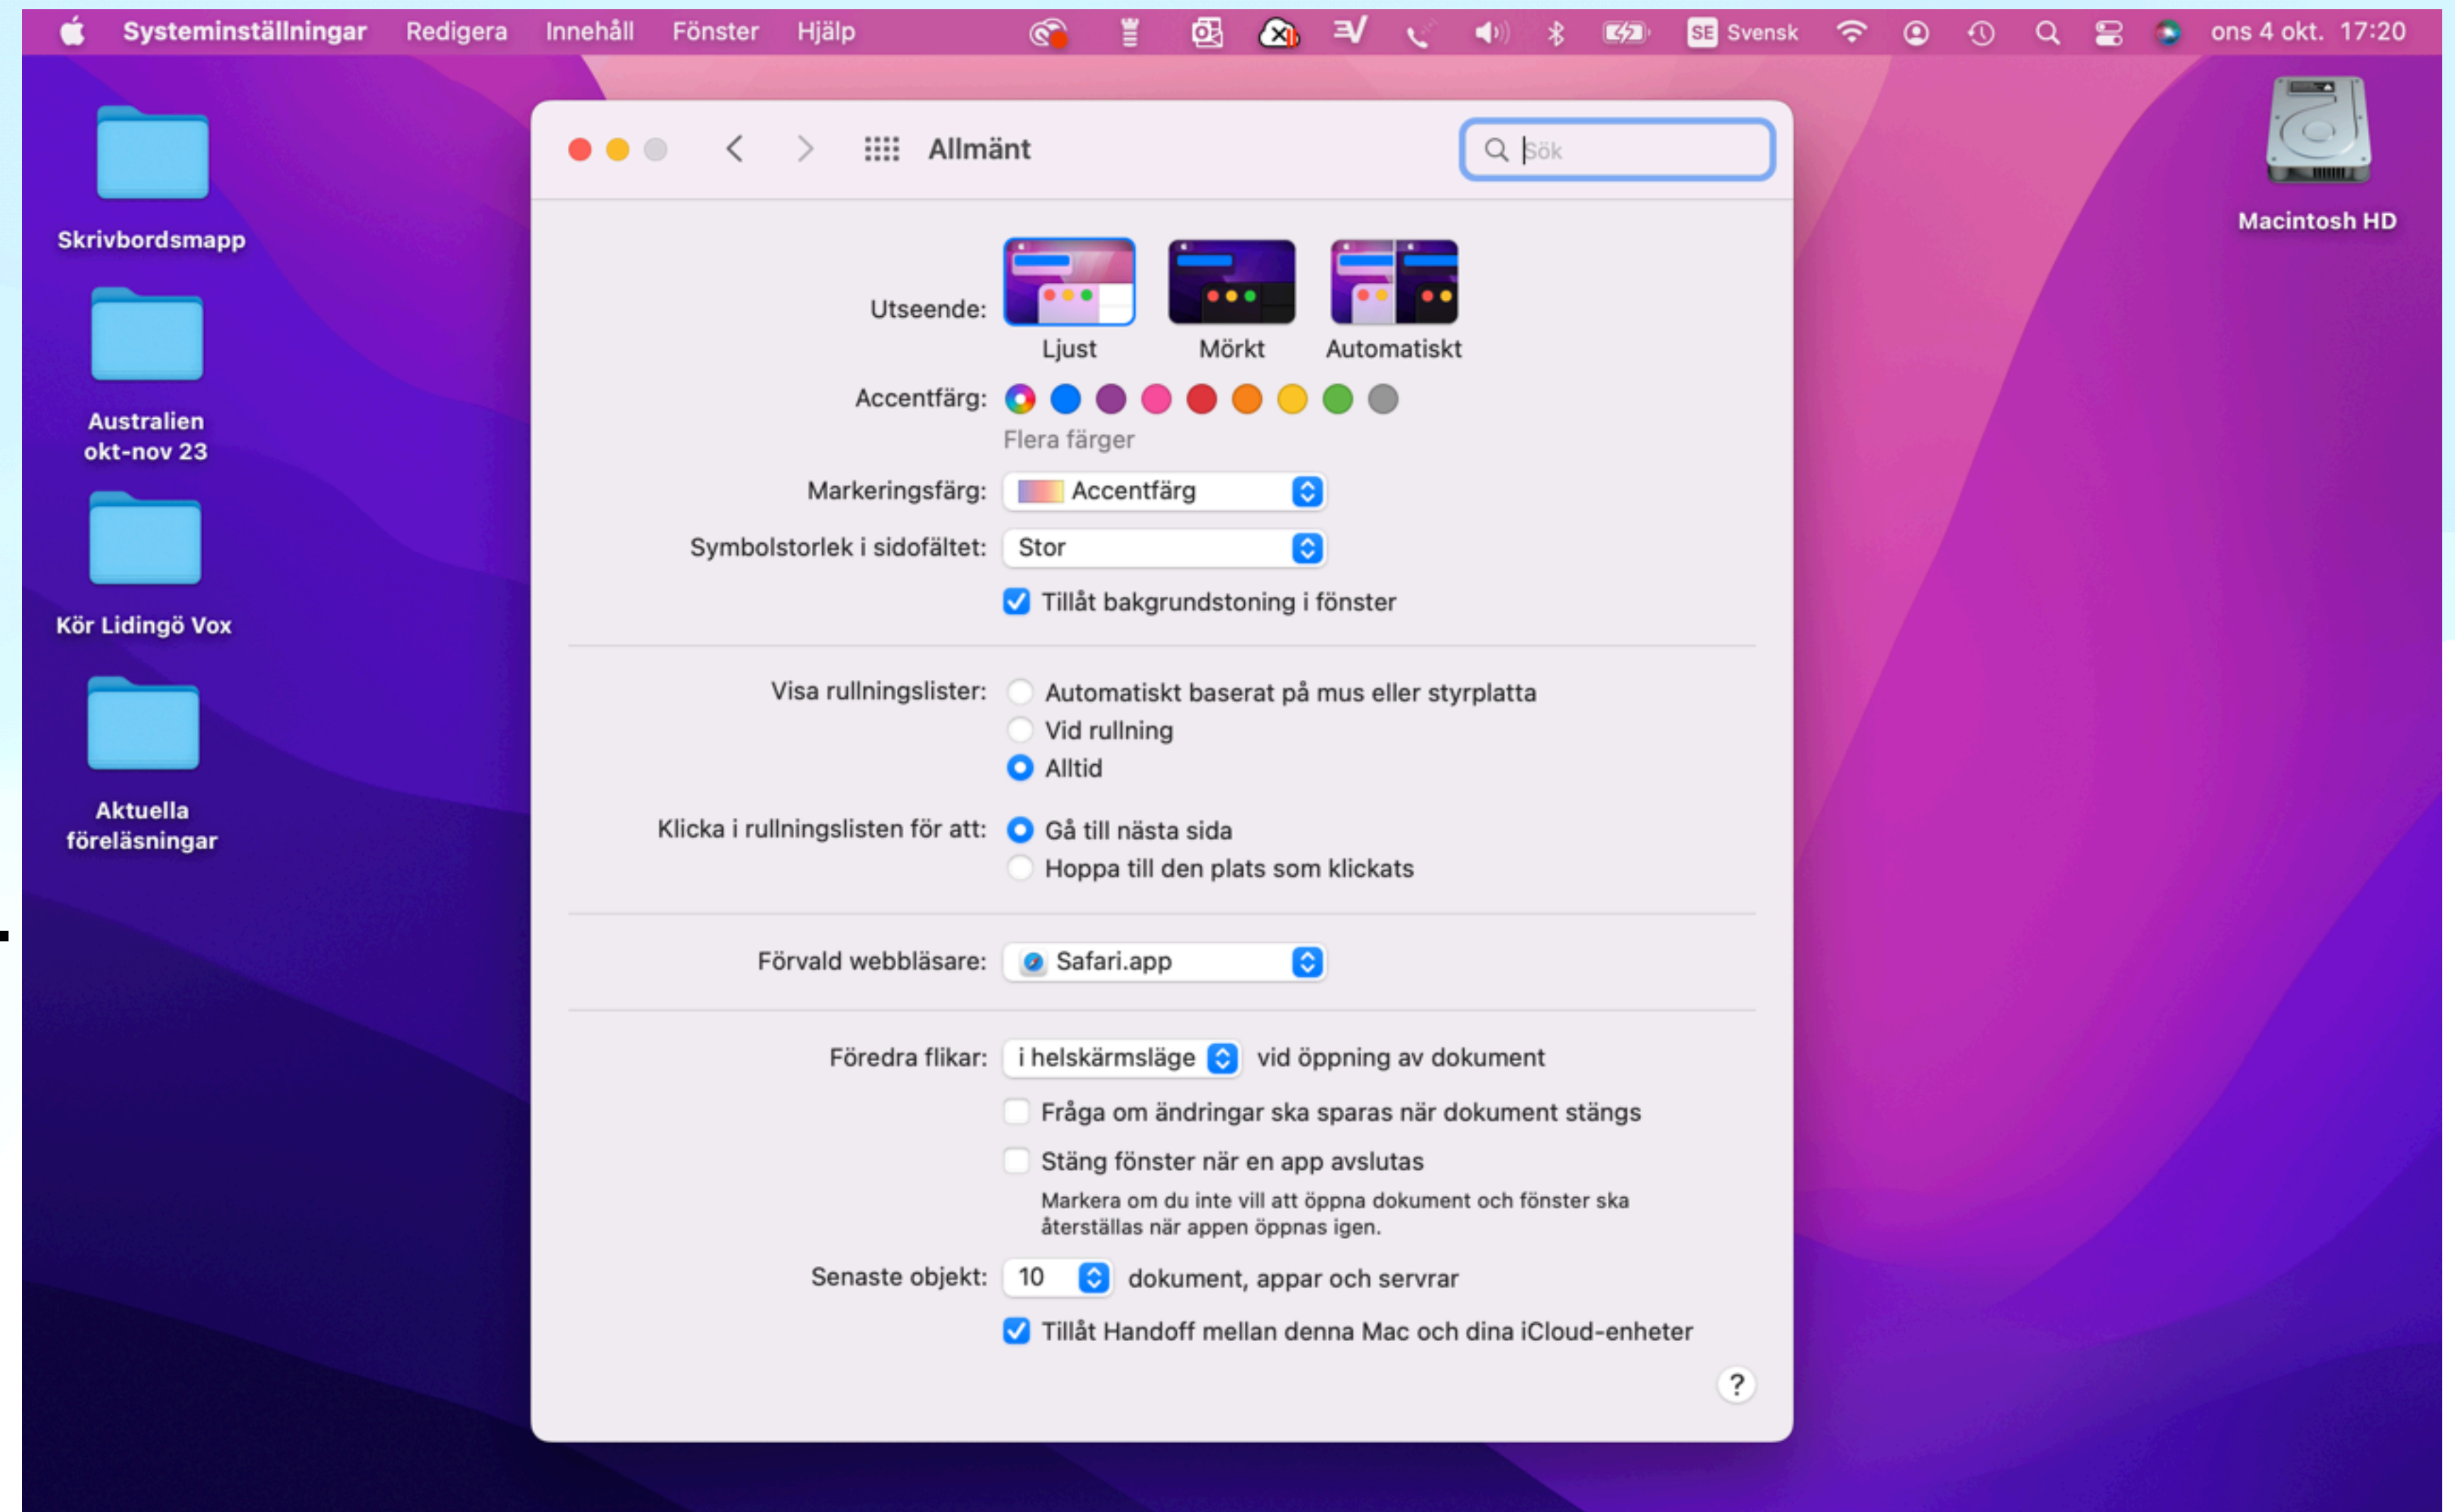 Systeminställningar Redigera Innehåll Fönster Hjälp SE Svensk ons 4 okt. 17:20
Skrivbordsmapp
Australien
okt-nov 23
Kör Lidingö Vox
Aktuella
föreläsningar
Macintosh HD
Allmänt Sök
Utseende:
Ljust Mörkt Automatiskt
Accentfärg:
Flera färger
Markeringsfärg: Accentfärg
Symbolstorlek i sidofältet: Stor
Tillåt bakgrundstoning i fönster
Visa rullningslister: Automatiskt baserat på mus eller styrplatta
Vid rullning
Alltid
Klicka i rullningslisten för att: Gå till nästa sida
Hoppa till den plats som klickats
Förvald webbläsare: Safari.app
Föredra flikar: i helskärmsläge vid öppning av dokument
Fråga om ändringar ska sparas när dokument stängs
Stäng fönster när en app avslutas
Markera om du inte vill att öppna dokument och fönster ska
återställas när appen öppnas igen.
Senaste objekt: 10 dokument, appar och servrar
Tillåt Handoff mellan denna Mac och dina iCloud-enheter
?